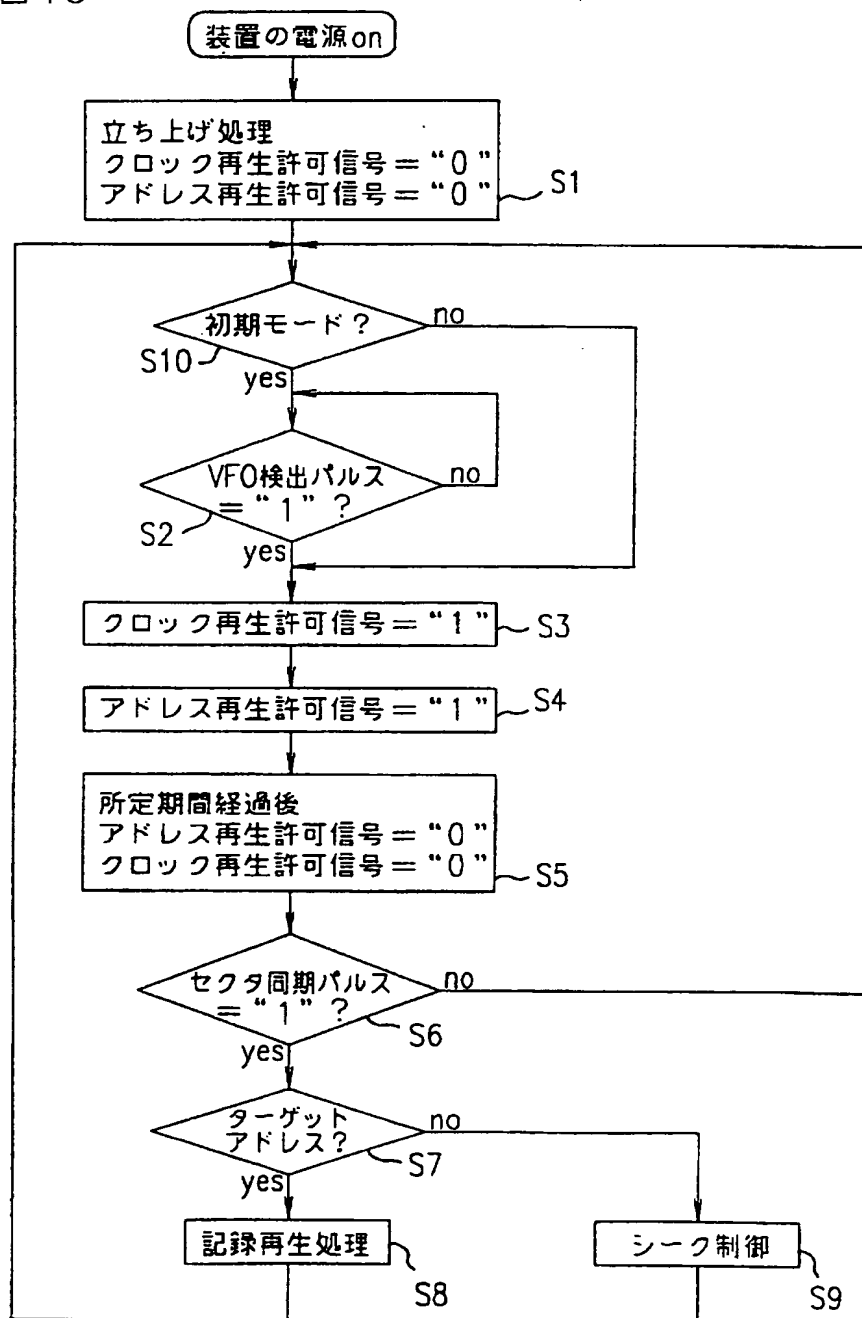 装置の電源on
立ち上げ処理
クロック再生許可信号＝“0”
アドレス再生許可信号＝“0”
S1
初期モード？
no
S10
yes
VFO検出パルス
＝“1”？
no
S2
yes
クロック再生許可信号＝“1”
S3
アドレス再生許可信号＝“1”
S4
所定期間経過後
アドレス再生許可信号＝“0”
クロック再生許可信号＝“0”
S5
セクタ同期パルス
＝“1”？
no
S6
yes
ターゲット
アドレス？
no
S7
yes
記録再生処理
S8
シーク制御
S9